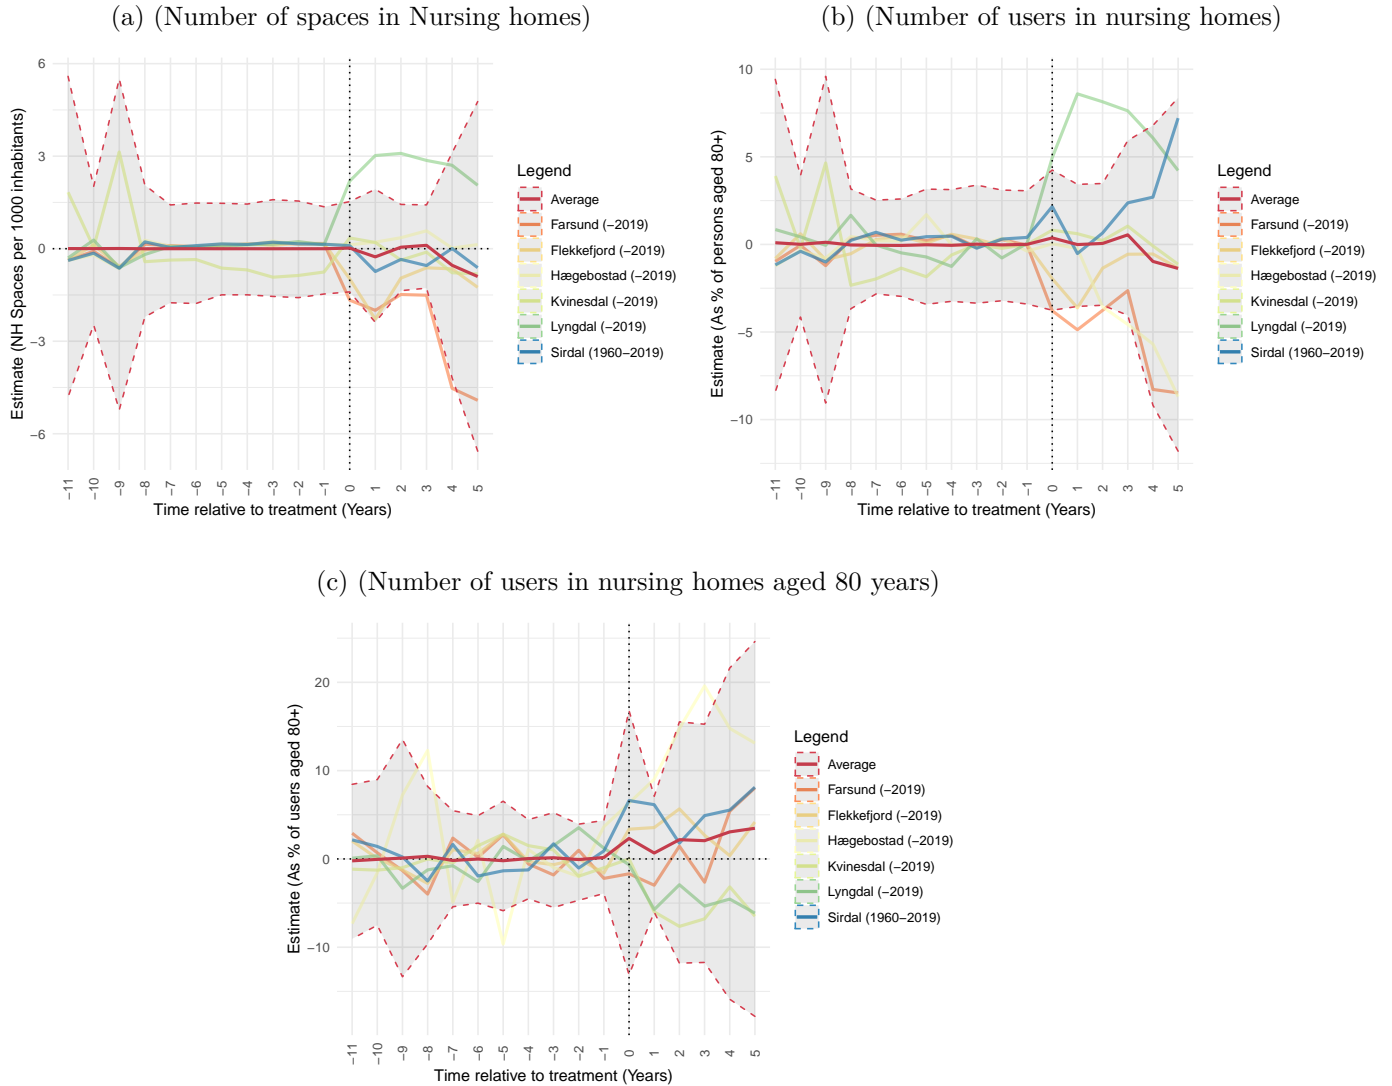 (a) (Number of spaces in Nursing homes)
Estimate (NH Spaces per 1000 inhabitants)
6
3
0
−3
−6
−11 −10 −9 −8 −7 −6 −5 −4 −3 −2 −1 0 1 2 3 4 5
Time relative to treatment (Years)
Legend
Average
Farsund (−2019)
Flekkefjord (−2019)
Hægebostad (−2019)
Kvinesdal (−2019)
Lyngdal (−2019)
Sirdal (1960−2019)
(b) (Number of users in nursing homes)
Estimate (As % of persons aged 80+)
10
5
0
−5
−10
−11 −10 −9 −8 −7 −6 −5 −4 −3 −2 −1 0 1 2 3 4 5
Time relative to treatment (Years)
Legend
Average
Farsund (−2019)
Flekkefjord (−2019)
Hægebostad (−2019)
Kvinesdal (−2019)
Lyngdal (−2019)
Sirdal (1960−2019)
(c) (Number of users in nursing homes aged 80 years)
Estimate (As % of users aged 80+)
20
10
0
−10
−11 −10 −9 −8 −7 −6 −5 −4 −3 −2 −1 0 1 2 3 4 5
Time relative to treatment (Years)
Legend
Average
Farsund (−2019)
Flekkefjord (−2019)
Hægebostad (−2019)
Kvinesdal (−2019)
Lyngdal (−2019)
Sirdal (1960−2019)